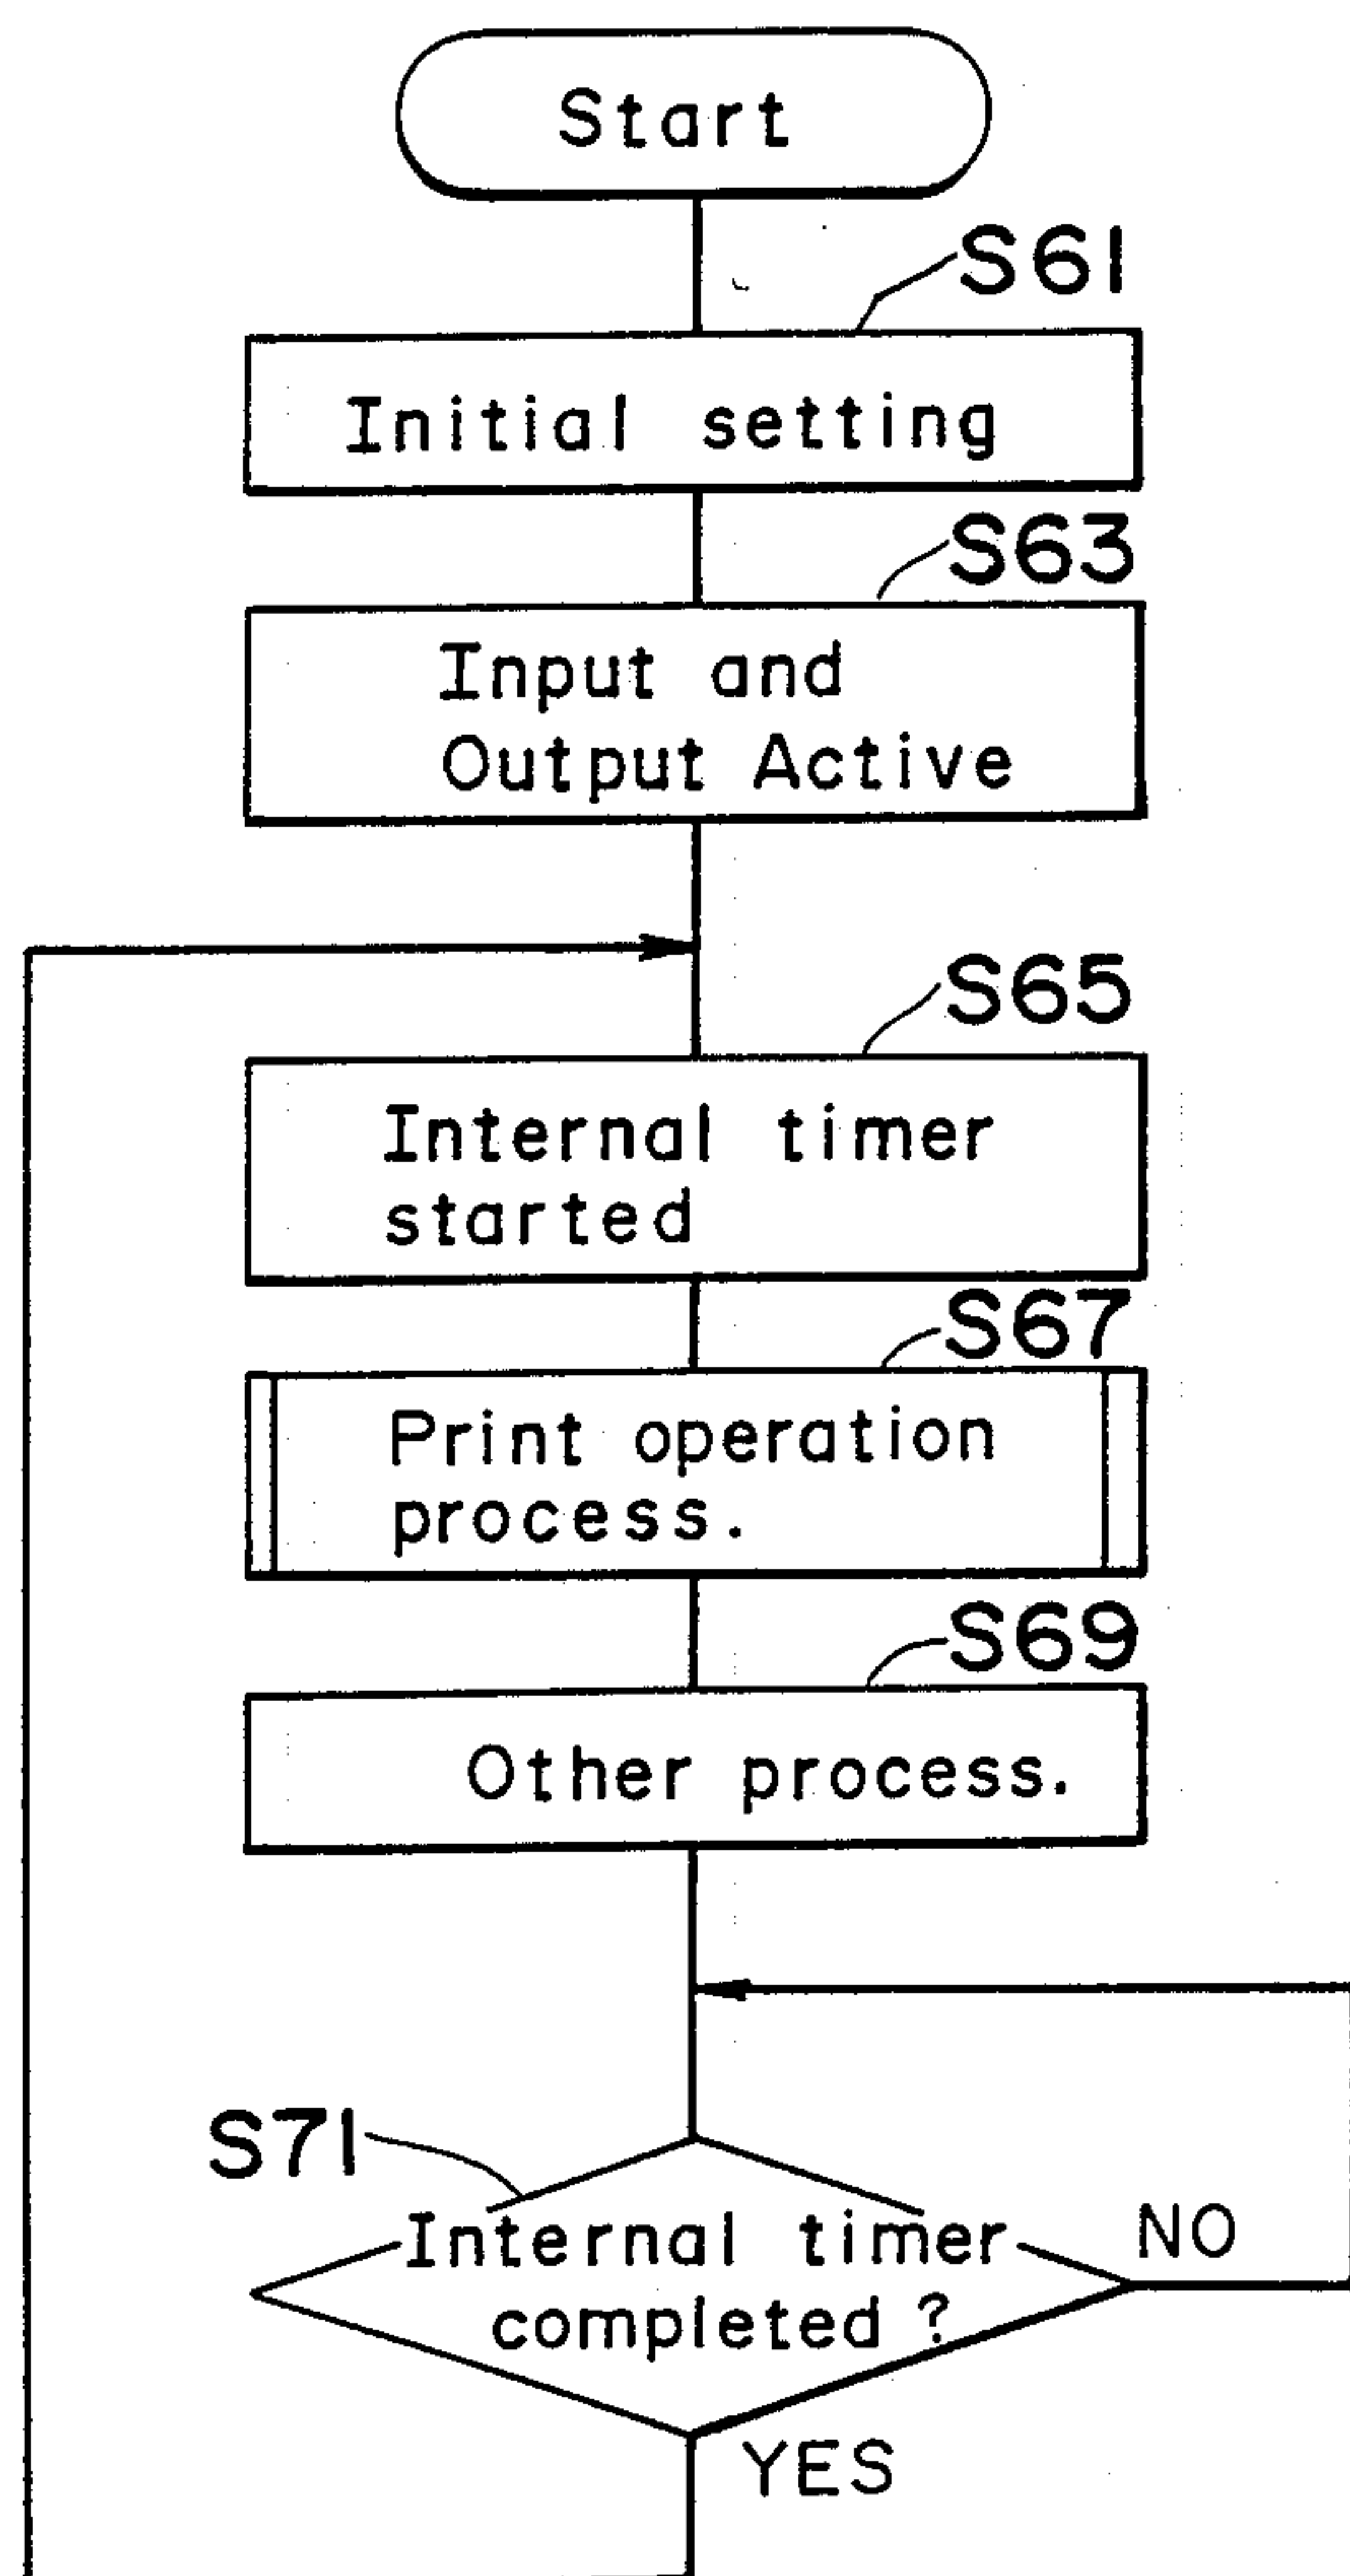 Start
S61
Initial setting
S63
Input and
Output Active
S65
Internal timer
started
S67
Print operation
process.
S69
Other process.
S71
Internal timer
completed ?
NO
YES